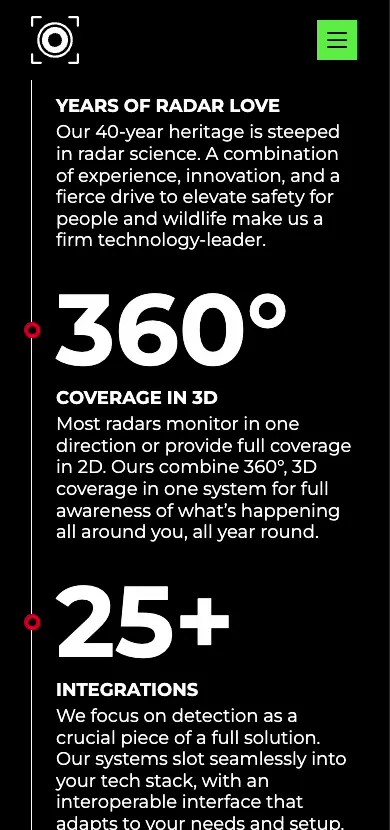 YEARS OF RADAR LOVE
Our 40-year heritage is steeped
in radar science. A combination
of experience, innovation, and a
fierce drive to elevate safety for
people and wildlife make us a
firm technology-leader.
360°
COVERAGE IN 3D
Most radars monitor in one
direction or provide full coverage
in 2D. Ours combine 360°, 3D
coverage in one system for full
awareness of what's happening
all around you, all year round.
25+
INTEGRATIONS
We focus on detection as a
crucial piece of a full solution.
Our systems slot seamlessly into
your tech stack, with an
interoperable interface that
adapts to your needs and setup.